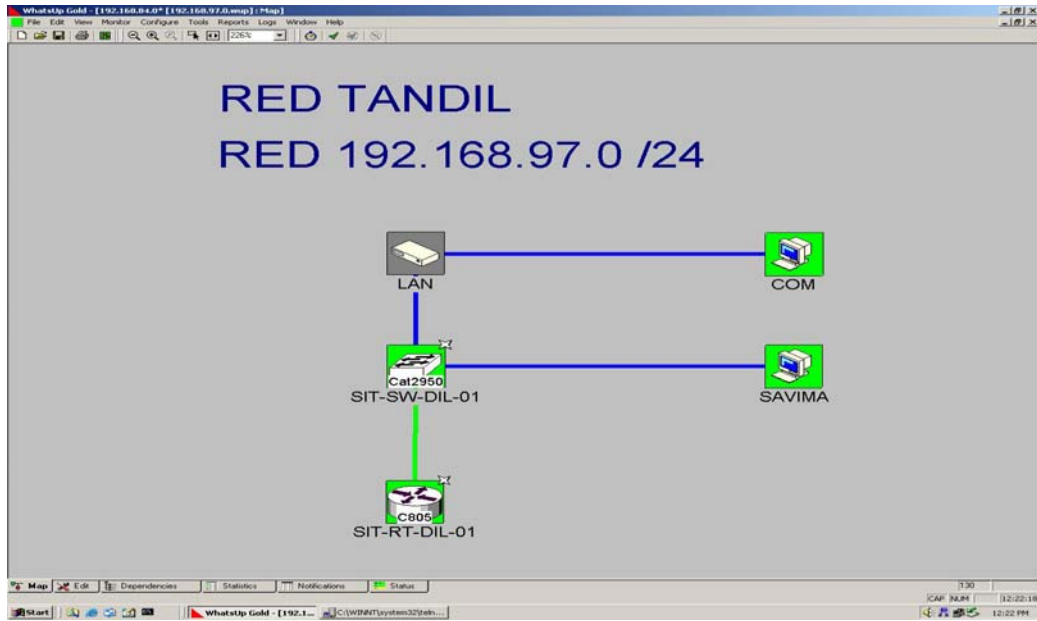 WhatsUp Gold - [192.168.84.0* [192.168.97.0.wup] : Map]
File Edit View Monitor Configure Tools Reports Logs Window Help
226%
RED TANDIL
RED 192.168.97.0 /24
LAN
COM
Cat2950
SIT-SW-DIL-01
SAVIMA
C805
SIT-RT-DIL-01
Map Edit Dependencies Statistics Notifications Status
130
CAP NUM 12:22:18
Start WhatsUp Gold - [192.1... C:\WINNT\system32\teln... 12:22 PM